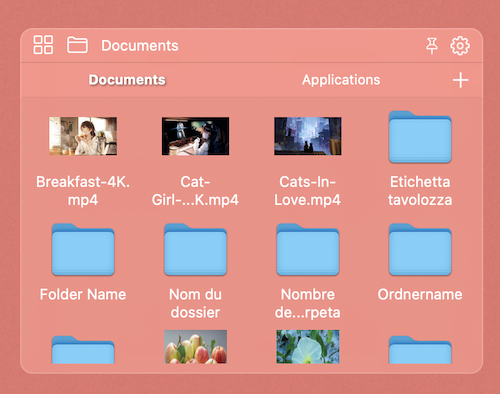 Documents
Documents
Applications
Breakfast-4K.
mp4
Cat-
Girl-...K.mp4
Cats-In-
Love.mp4
Etichetta
tavolozza
Folder Name
Nom du
dossier
Nombre
de...rpeta
Ordnername